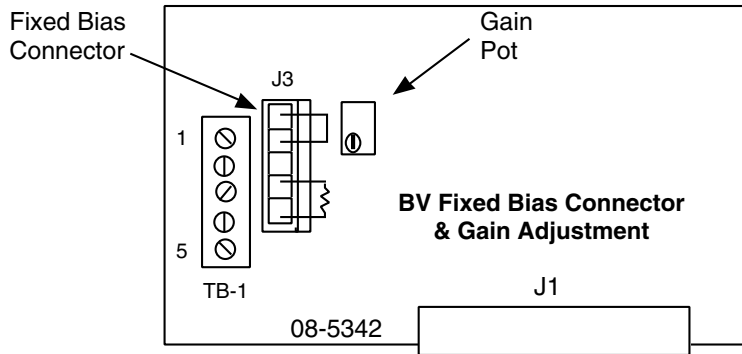 Fixed Bias
Connector
Gain
Pot
J3
1
5
TB-1
BV Fixed Bias Connector
& Gain Adjustment
J1
08-5342